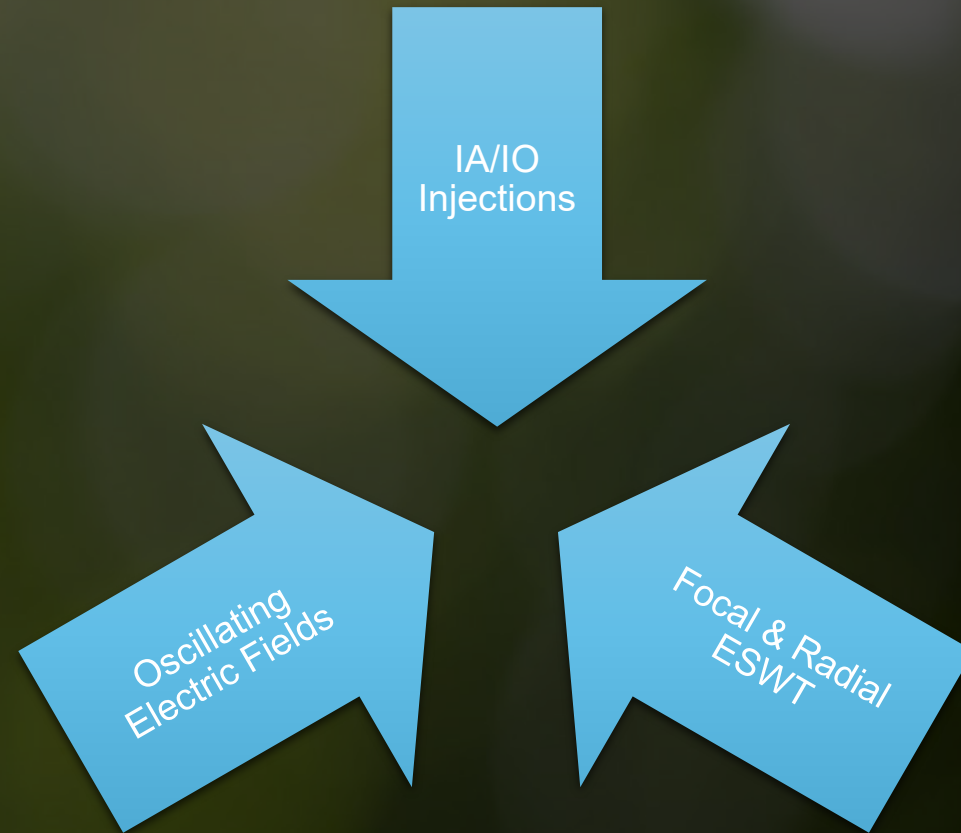 IA/IO
Injections
Oscillating
Electric Fields
Focal & Radial
ESWT